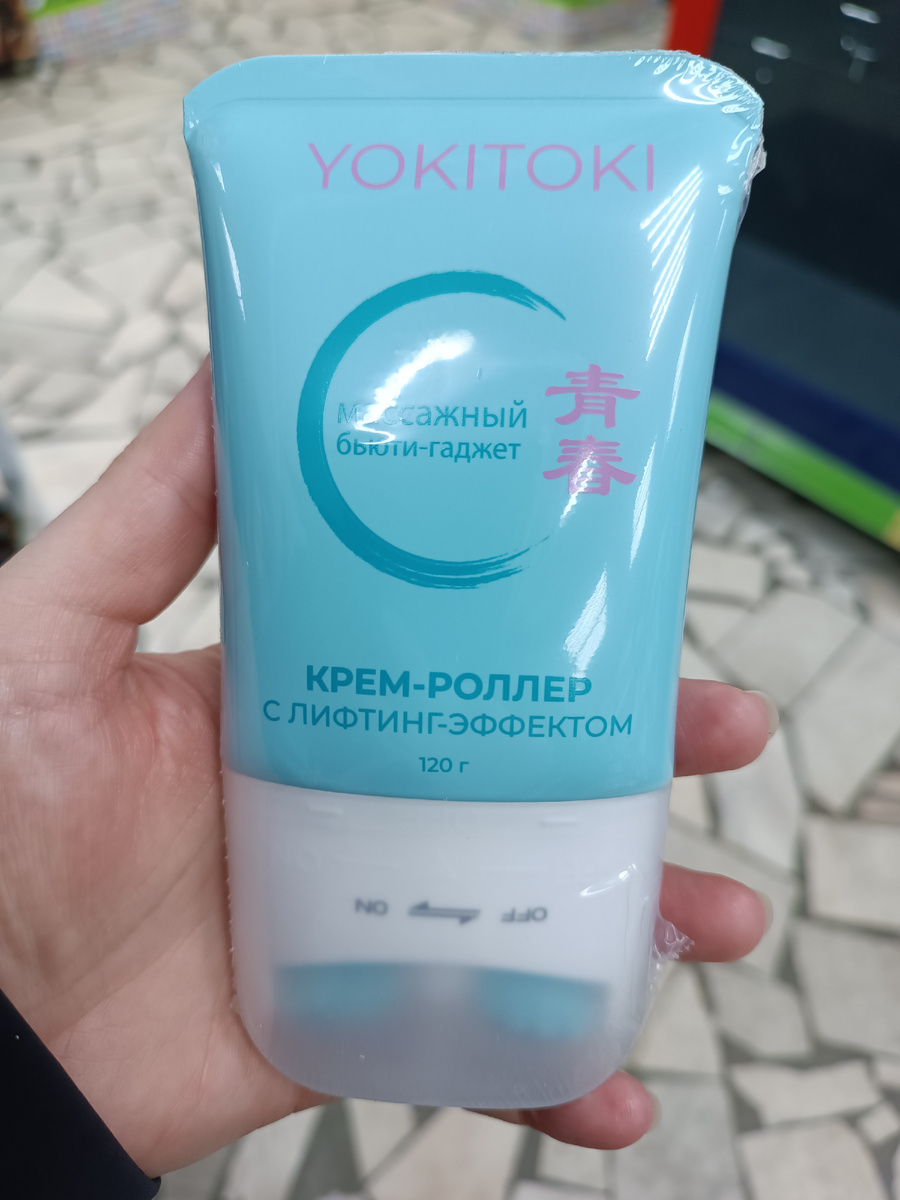 YOKITOKI
массажный
бьюти-гаджет
青春
КРЕМ-РОЛЛЕР
С ЛИФТИНГ-ЭФФЕКТОМ
120 г
OFF ON